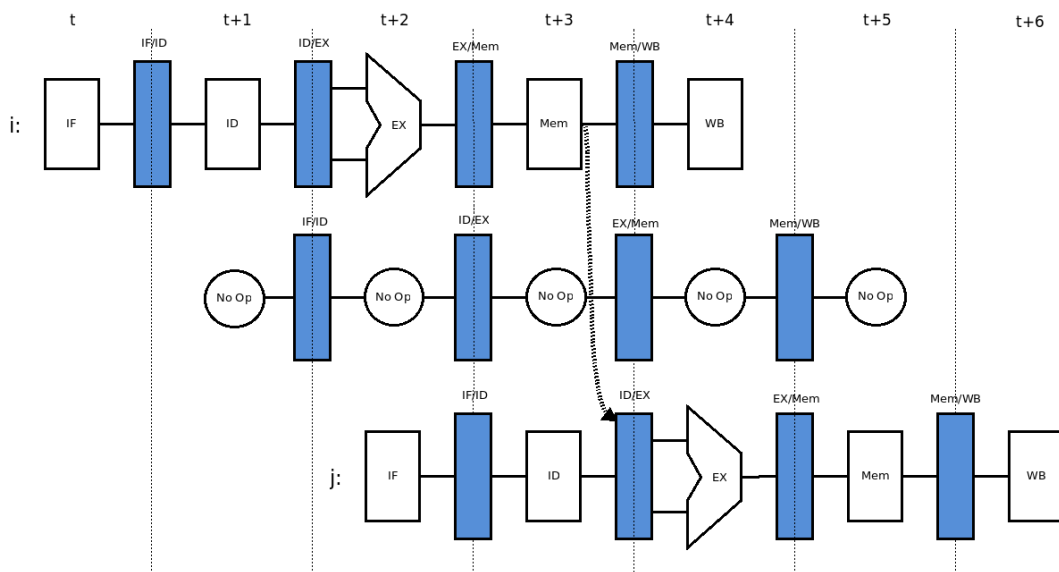 t t+1 t+2 t+3 t+4 t+5 t+6
IF/ID ID/EX EX/Mem Mem/WB
i: IF ID EX Mem WB
IF/ID ID/EX EX/Mem Mem/WB
No Op No Op No Op No Op No Op
IF/ID ID/EX EX/Mem Mem/WB
j: IF ID EX Mem WB